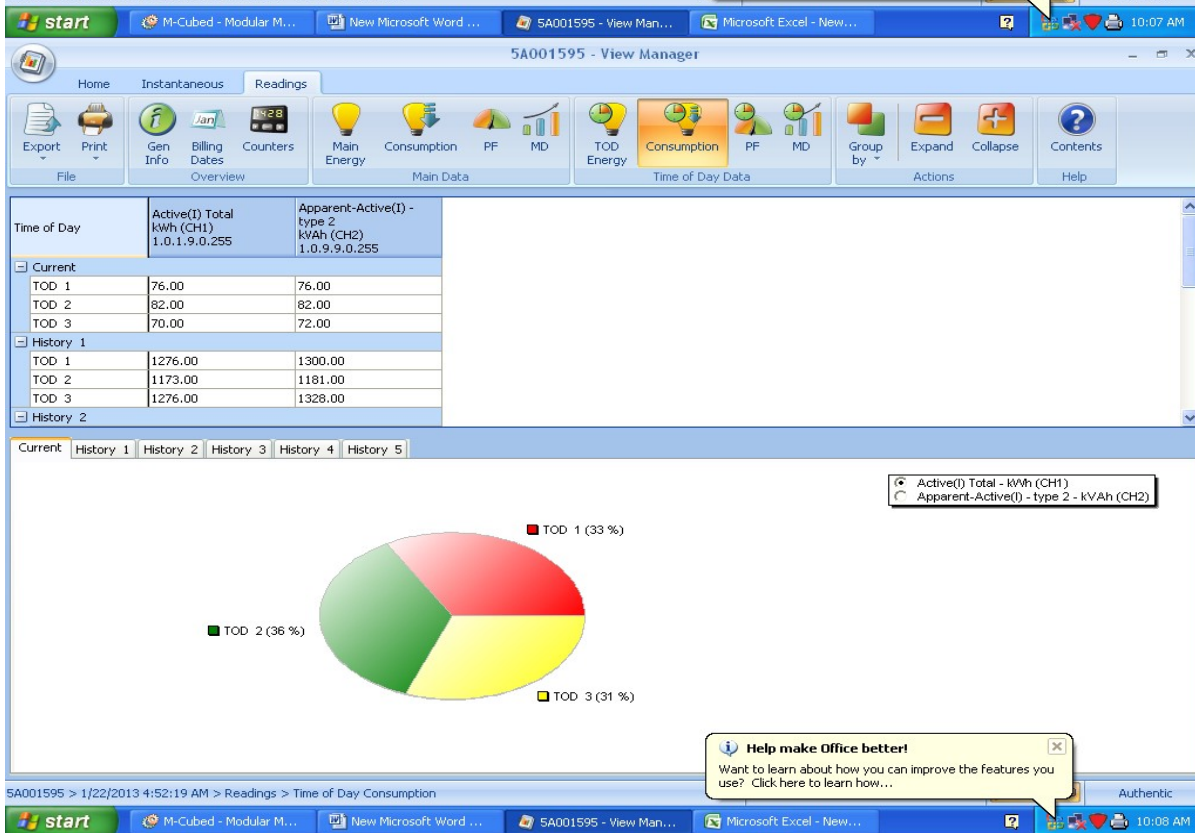 start
M-Cubed - Modular M...
New Microsoft Word ...
5A001595 - View Man...
Microsoft Excel - New...
10:07 AM
5A001595 - View Manager
Home Instantaneous Readings
Export
Print
Gen Info
Billing Dates
Counters
Main Energy
Consumption
PF
MD
TOD Energy
Consumption
PF
MD
Group by
Expand
Collapse
Contents
File
Overview
Main Data
Time of Day Data
Actions
Help
Time of Day
Active(I) Total
kWh (CH1)
1.0.1.9.0.255
Apparent-Active(I) -
type 2
kVAh (CH2)
1.0.9.9.0.255
Current
TOD 1 76.00 76.00
TOD 2 82.00 82.00
TOD 3 70.00 72.00
History 1
TOD 1 1276.00 1300.00
TOD 2 1173.00 1181.00
TOD 3 1276.00 1328.00
History 2
Current History 1 History 2 History 3 History 4 History 5
Active(I) Total - kWh (CH1)
Apparent-Active(I) - type 2 - kVAh (CH2)
TOD 1 (33 %)
TOD 2 (36 %)
TOD 3 (31 %)
Help make Office better!
Want to learn about how you can improve the features you
use? Click here to learn how...
5A001595 > 1/22/2013 4:52:19 AM > Readings > Time of Day Consumption
Authentic
start
M-Cubed - Modular M...
New Microsoft Word ...
5A001595 - View Man...
Microsoft Excel - New...
10:08 AM